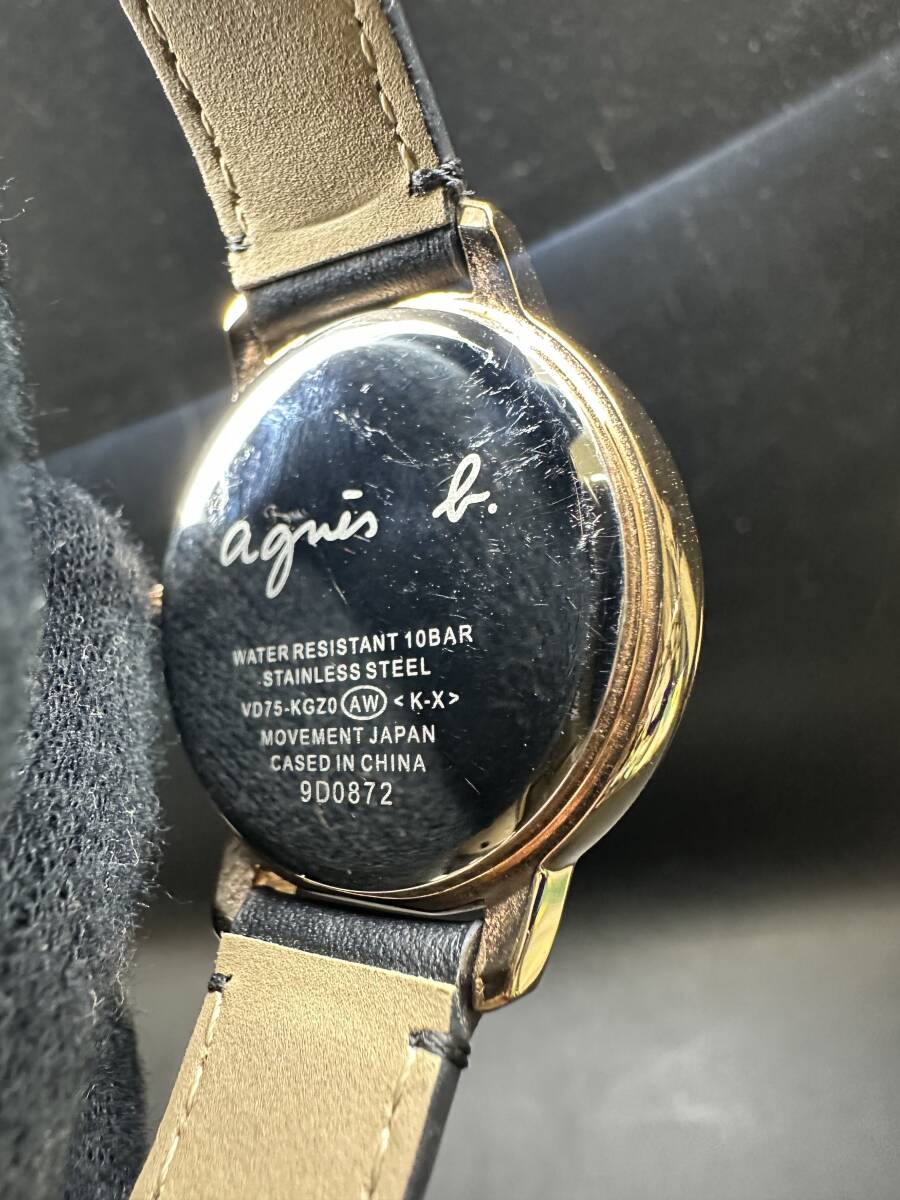 agnès b.
WATER RESISTANT 10BAR
STAINLESS STEEL
VD75-KGZ0 AW <K-X>
MOVEMENT JAPAN
CASED IN CHINA
9D0872